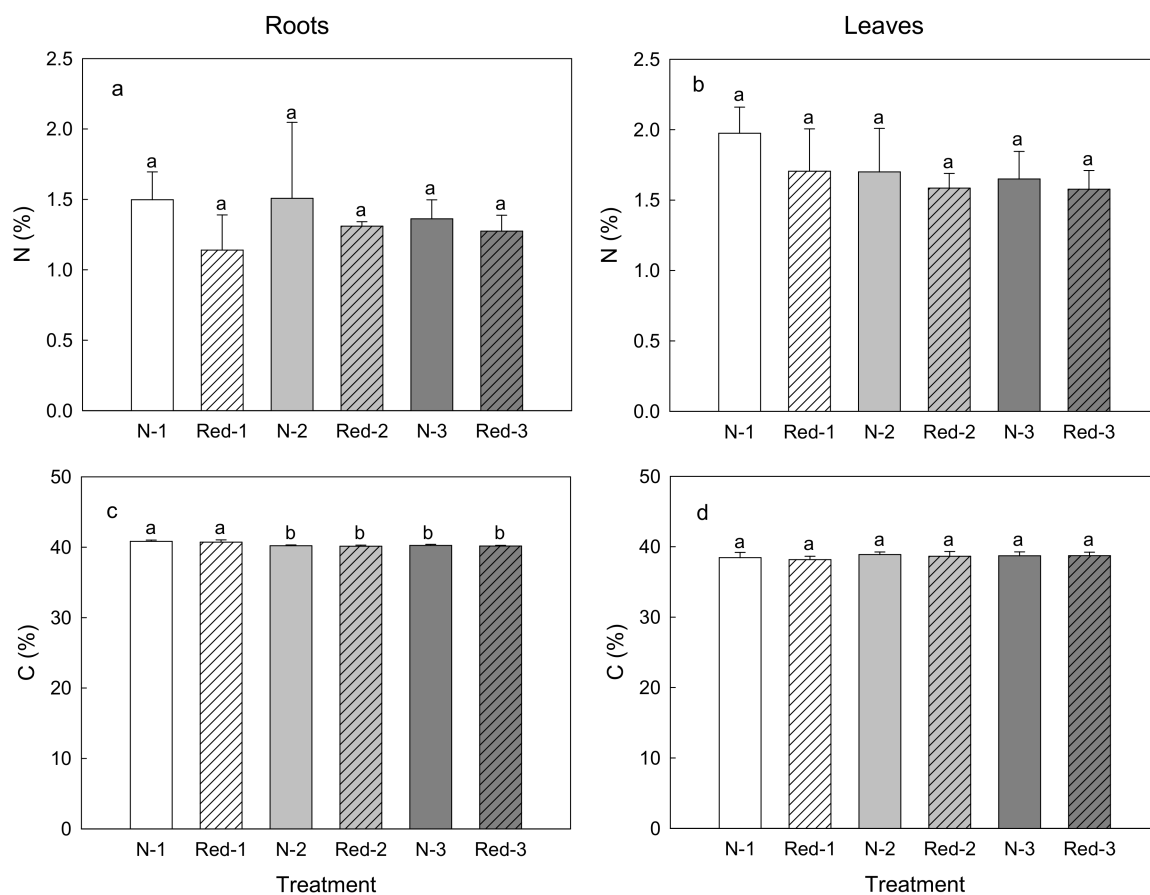 Roots
Leaves
2.5
2.0
1.5
1.0
0.5
0.0
N (%)
a
a a a a a a
N-1 Red-1 N-2 Red-2 N-3 Red-3
2.5
2.0
1.5
1.0
0.5
0.0
N (%)
b
a a a a a a
N-1 Red-1 N-2 Red-2 N-3 Red-3
50
40
30
20
10
0
C (%)
c
a a b b b b
N-1 Red-1 N-2 Red-2 N-3 Red-3
Treatment
50
40
30
20
10
0
C (%)
d
a a a a a a
N-1 Red-1 N-2 Red-2 N-3 Red-3
Treatment